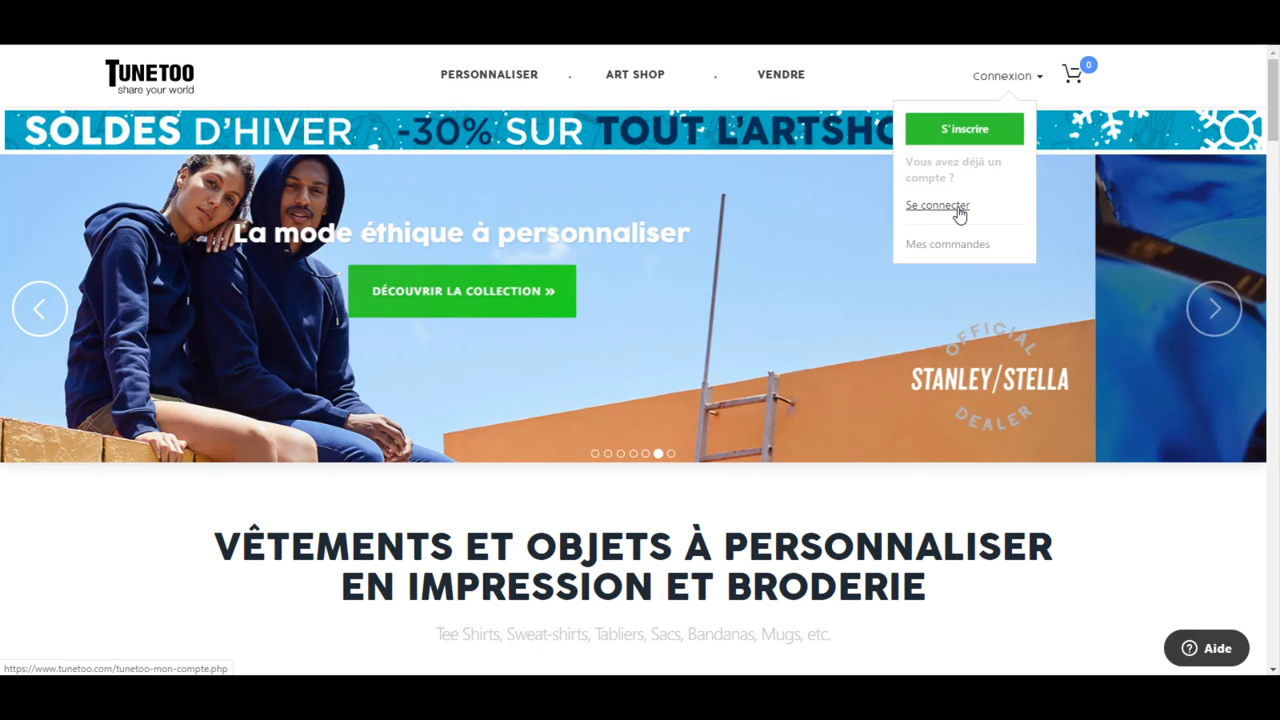 TUNETOO
share your world
PERSONNALISER . ART SHOP . VENDRE
Connexion
0
SOLDES D'HIVER -30% SUR TOUT L'ARTSHO
S'inscrire
Vous avez déjà un
compte ?
Se connecter
Mes commandes
La mode éthique à personnaliser
DÉCOUVRIR LA COLLECTION »
OFFICIAL
STANLEY/STELLA
DEALER
VÊTEMENTS ET OBJETS À PERSONNALISER
EN IMPRESSION ET BRODERIE
Tee Shirts, Sweat-shirts, Tabliers, Sacs, Bandanas, Mugs, etc.
? Aide
https://www.tunetoo.com/tunetoo-mon-compte.php